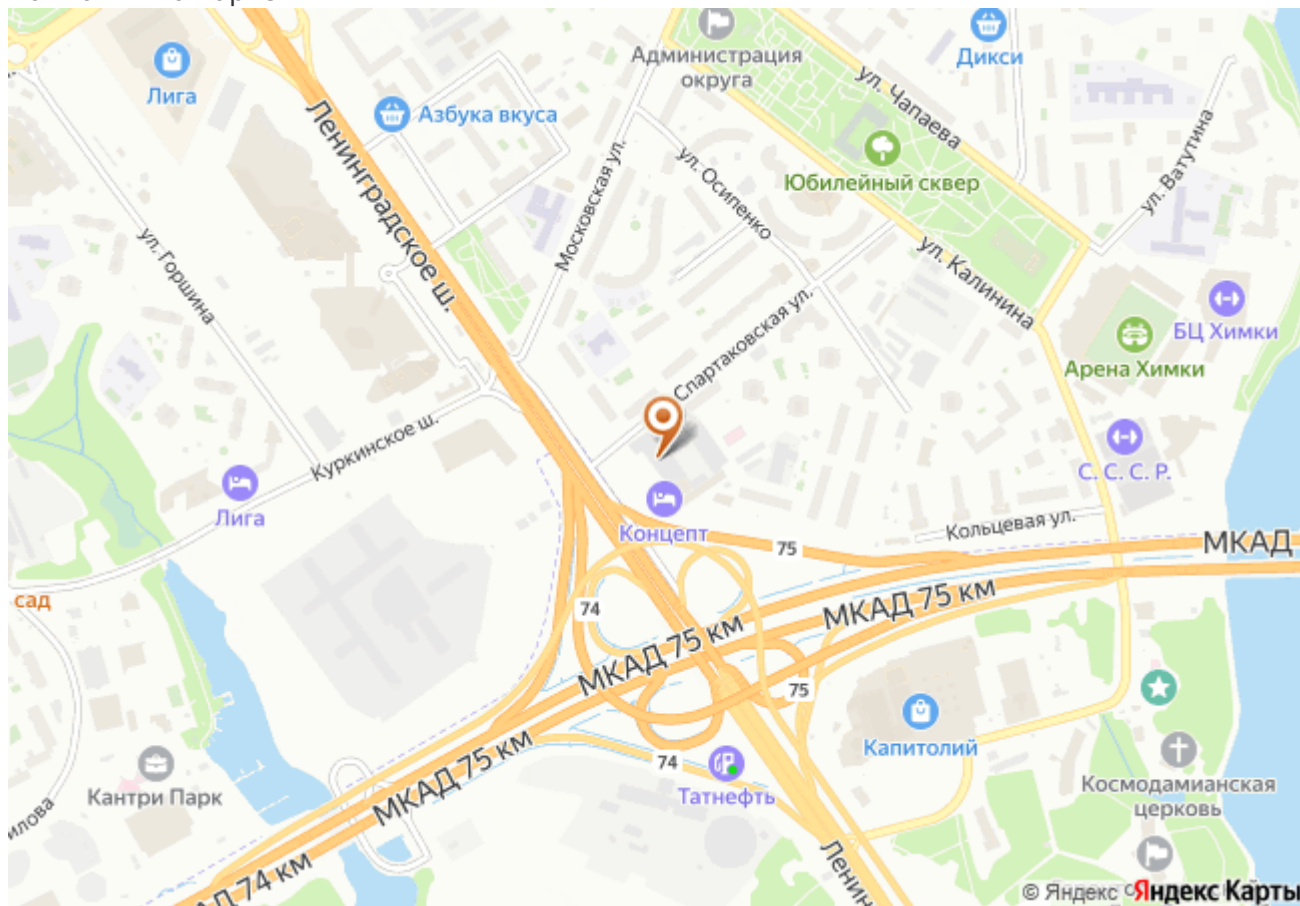 Администрация
округа
Дикси
Лига
Азбука вкуса
ул. Чапаева
Ленинградское ш.
Московская ул.
ул. Осипенко
Юбилейный сквер
ул. Ватутина
ул. Горшина
ул. Калинина
Спартаковская ул.
БЦ Химки
Арена Химки
Куркинское ш.
Лига
С. С. С. Р.
Концепт
Кольцевая ул.
75
МКАД
сад
74
МКАД 75 км
МКАД 75 км
75
Капитолий
МКАД 75 км
74
Татнефть
Кантри Парк
Космодамианская
церковь
илова
Ленин
АД 74 км
© Яндекс
Яндекс Карты